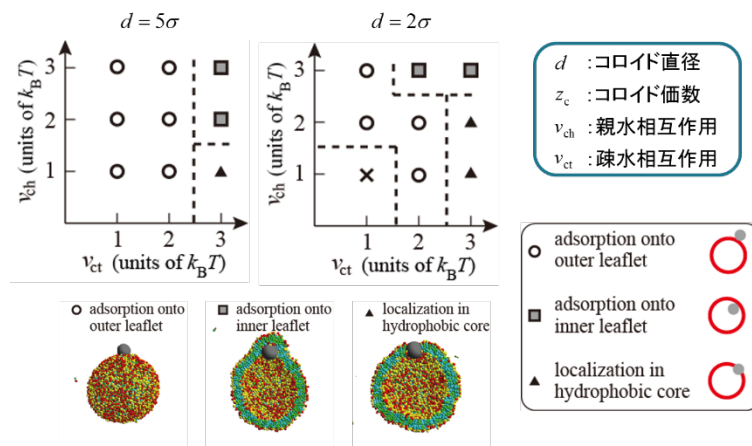 d = 5σ
d = 2σ
v_ch (units of k_BT)
3
2
1
1 2 3
v_ct (units of k_BT)
v_ch (units of k_BT)
3
2
1
1 2 3
v_ct (units of k_BT)
d :コロイド直径
z_c :コロイド価数
v_ch :親水相互作用
v_ct :疎水相互作用
adsorption onto
outer leaflet
adsorption onto
inner leaflet
localization in
hydrophobic core
adsorption onto
outer leaflet
adsorption onto
inner leaflet
localization in
hydrophobic core